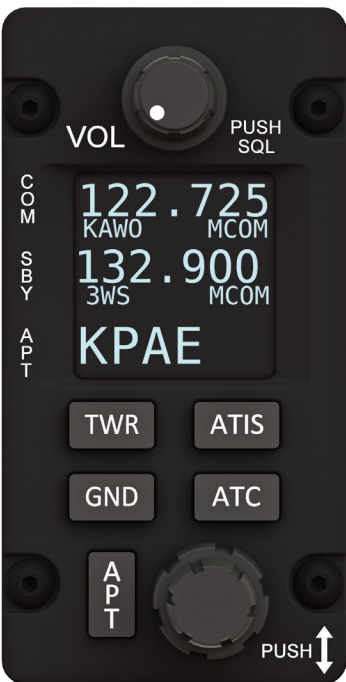 VOL
PUSH
SQL
COM
122.725
KAWO MCOM
SBY
132.900
3WS MCOM
APT
KPAE
TWR ATIS
GND ATC
APT
PUSH